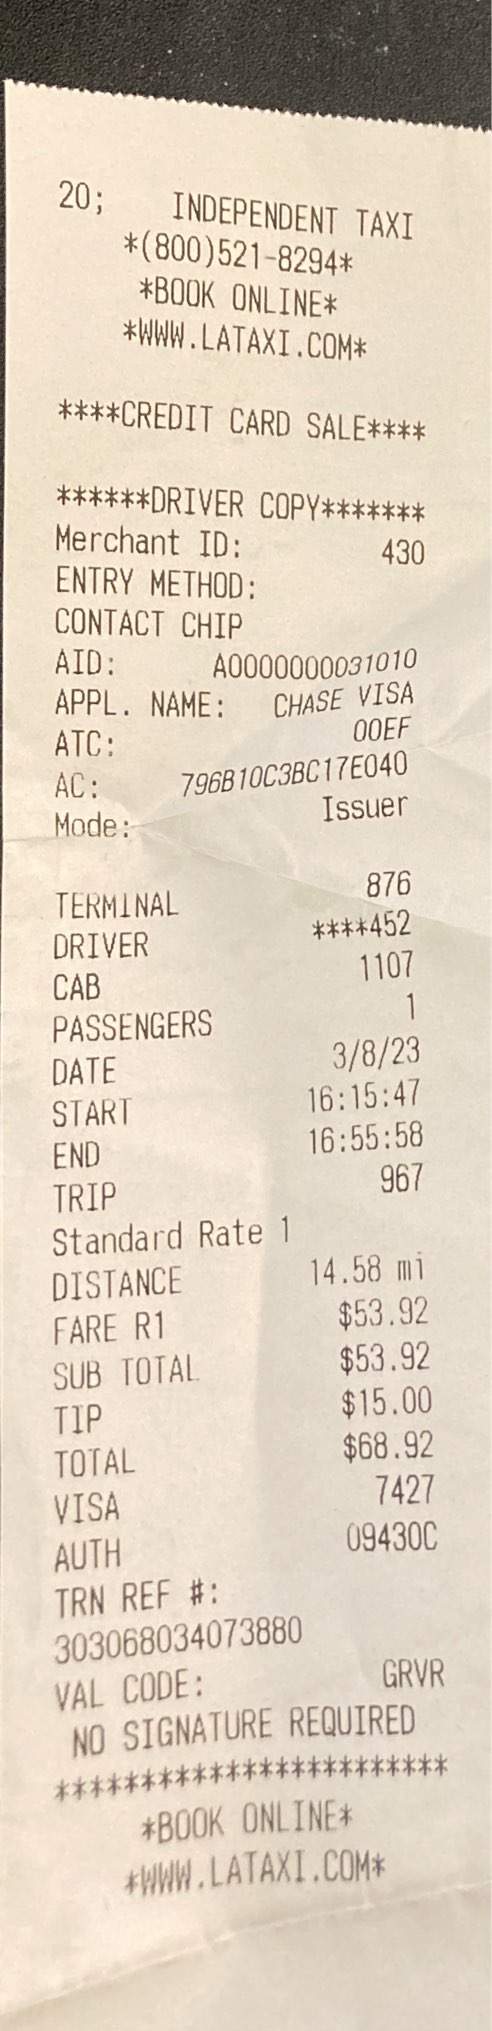 20; INDEPENDENT TAXI
*(800)521-8294*
*BOOK ONLINE*
*WWW.LATAXI.COM*
****CREDIT CARD SALE****
******DRIVER COPY*******
Merchant ID: 430
ENTRY METHOD:
CONTACT CHIP
AID: A0000000031010
APPL. NAME: CHASE VISA
ATC: 00EF
AC: 796B10C3BC17E040
Mode: Issuer
TERMINAL 876
DRIVER ****452
CAB 1107
PASSENGERS 1
DATE 3/8/23
START 16:15:47
END 16:55:58
TRIP 967
Standard Rate 1
DISTANCE 14.58 mi
FARE R1 $53.92
SUB TOTAL $53.92
TIP $15.00
TOTAL $68.92
VISA 7427
AUTH 09430C
TRN REF #:
303068034073880
VAL CODE: GRVR
NO SIGNATURE REQUIRED
*************************
*BOOK ONLINE*
*WWW.LATAXI.COM*